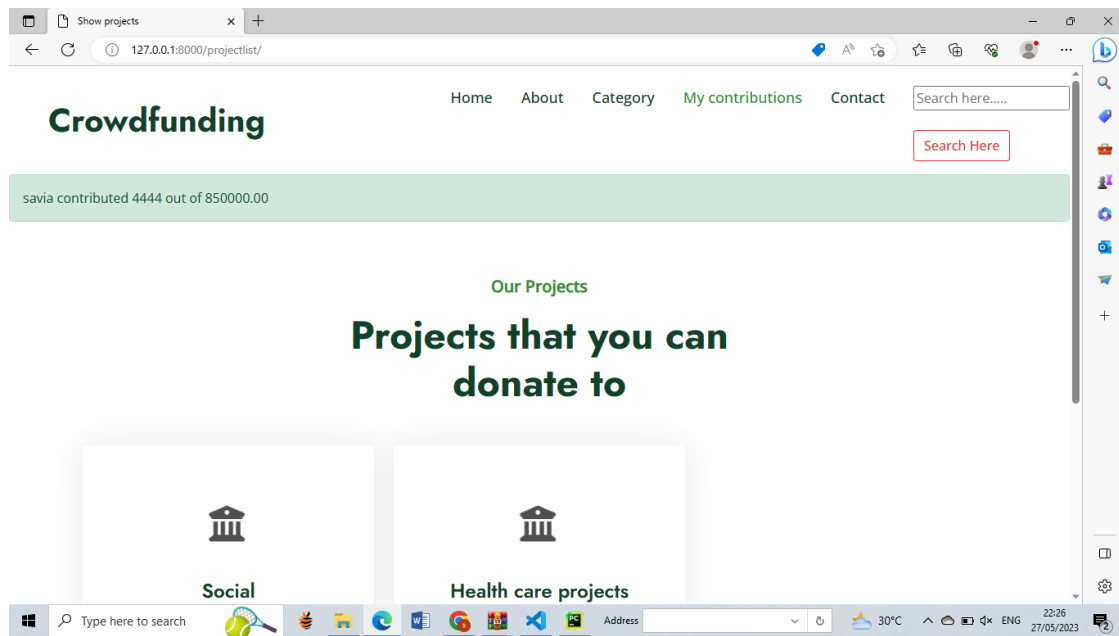 Show projects
127.0.0.1:8000/projectlist/
Crowdfunding
Home About Category My contributions Contact
Search here.....
Search Here
savia contributed 4444 out of 850000.00
Our Projects
Projects that you can
donate to
Social
Health care projects
Type here to search
Address
30°C
ENG
22:26
27/05/2023